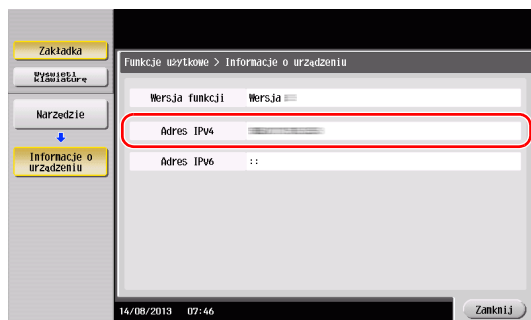 Zakładka
Wyświetl
klawiaturę
Narzędzie
Informacje o
urządzeniu
Funkcje użytkowe > Informacje o urządzeniu
Wersja funkcji Wersja
Adres IPv4
Adres IPv6 ::
14/08/2013 07:46
Zamknij